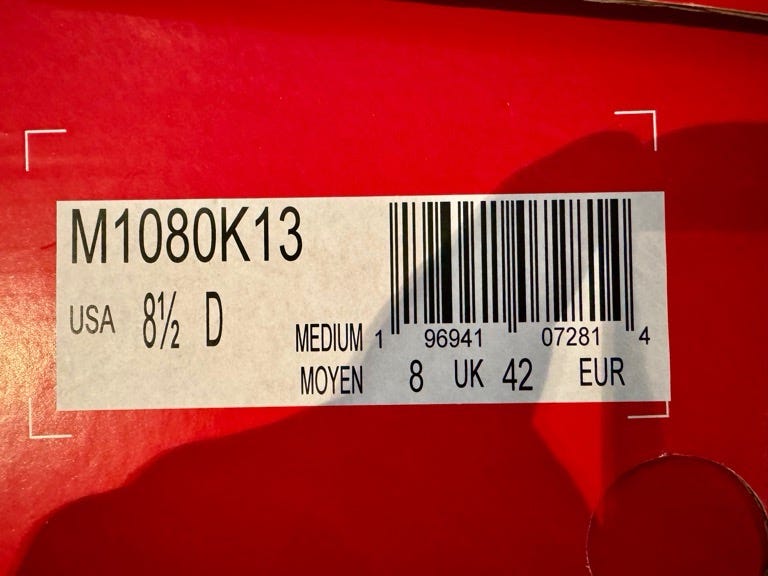 M1080K13
USA 8½ D
MEDIUM
MOYEN
1 96941 07281 4
8 UK 42 EUR